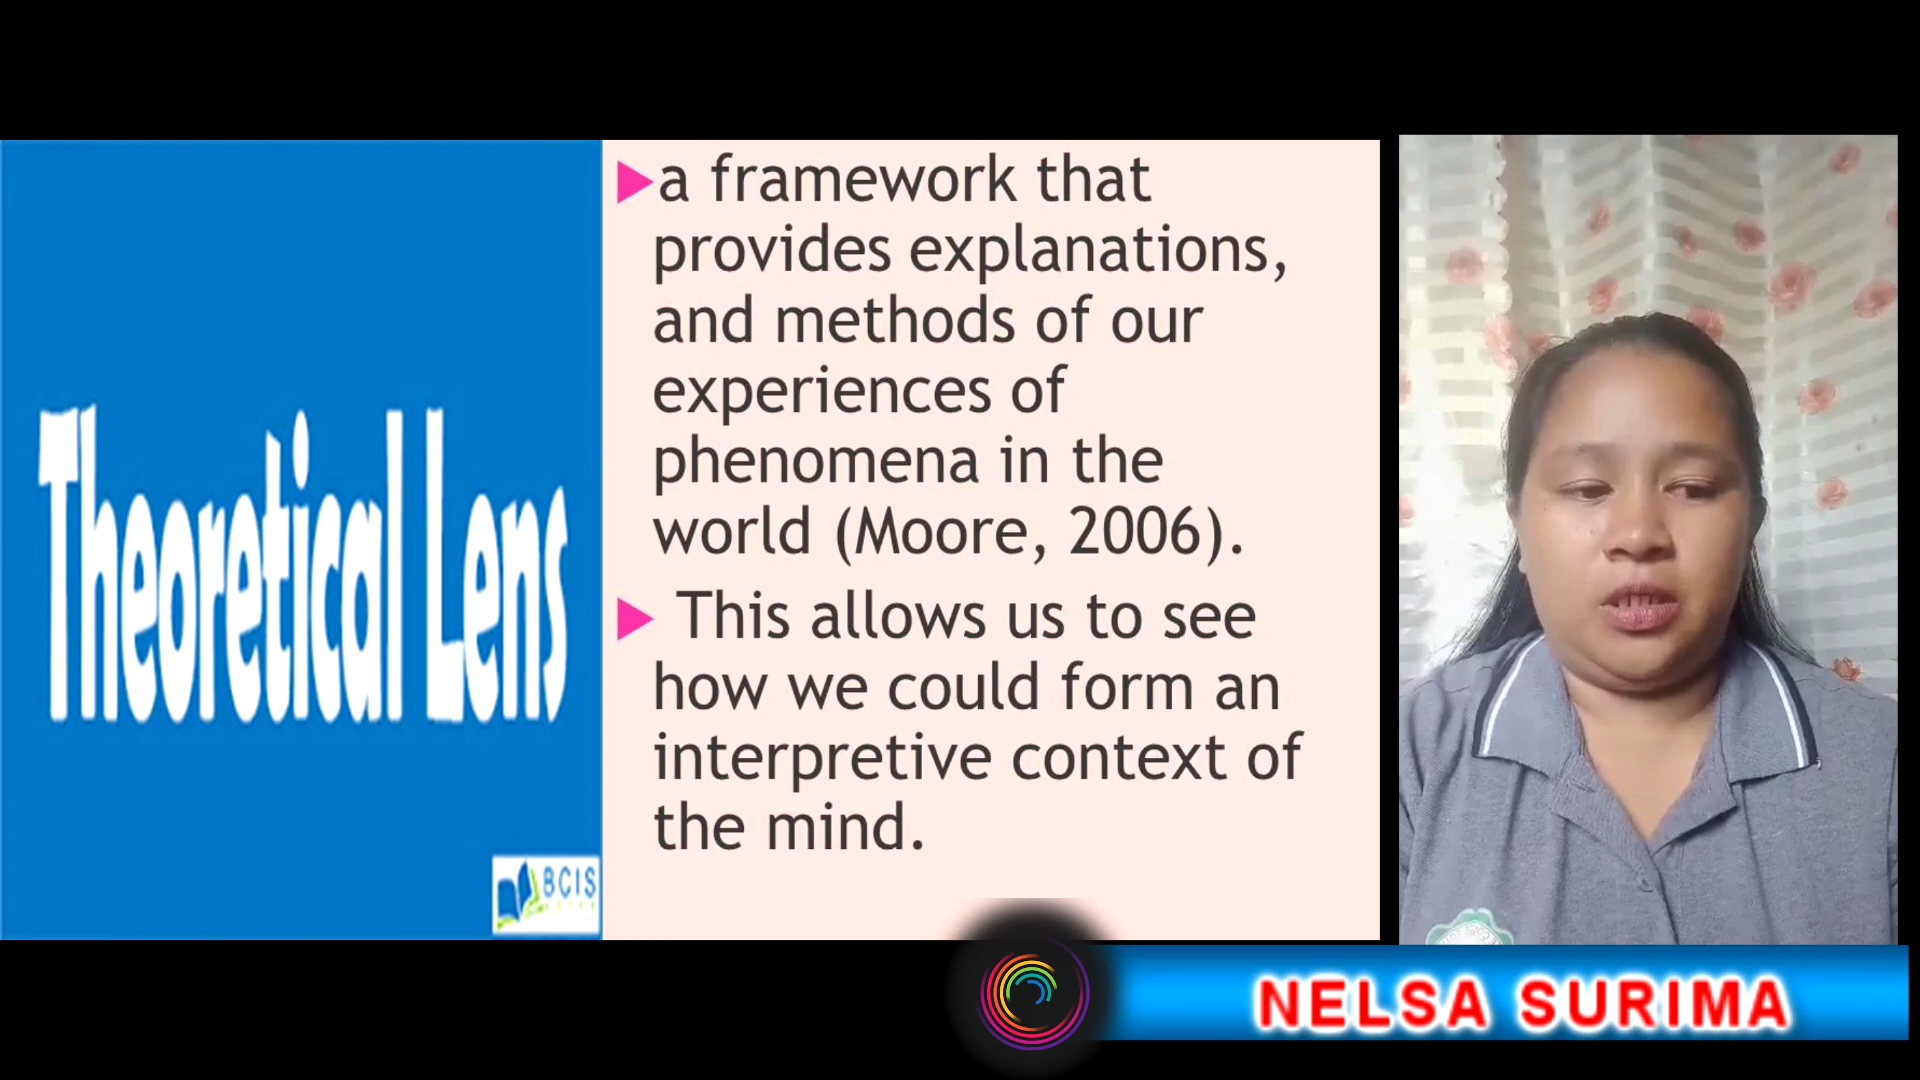 Theoretical Lens
BCIS
a framework that
provides explanations,
and methods of our
experiences of
phenomena in the
world (Moore, 2006).
This allows us to see
how we could form an
interpretive context of
the mind.
NELSA SURIMA